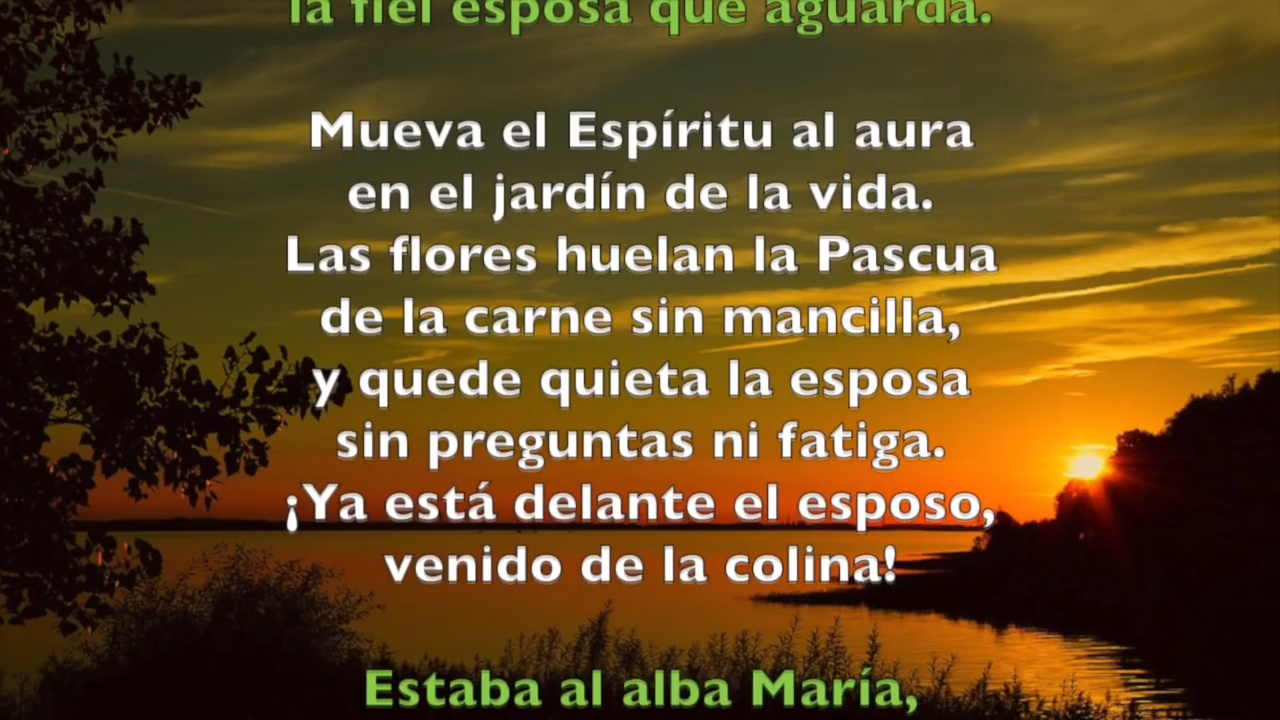 la fiel esposa que aguarda.
Mueva el Espíritu al aura
en el jardín de la vida.
Las flores huelan la Pascua
de la carne sin mancilla,
y quede quieta la esposa
sin preguntas ni fatiga.
¡Ya está delante el esposo,
venido de la colina!
Estaba al alba María,